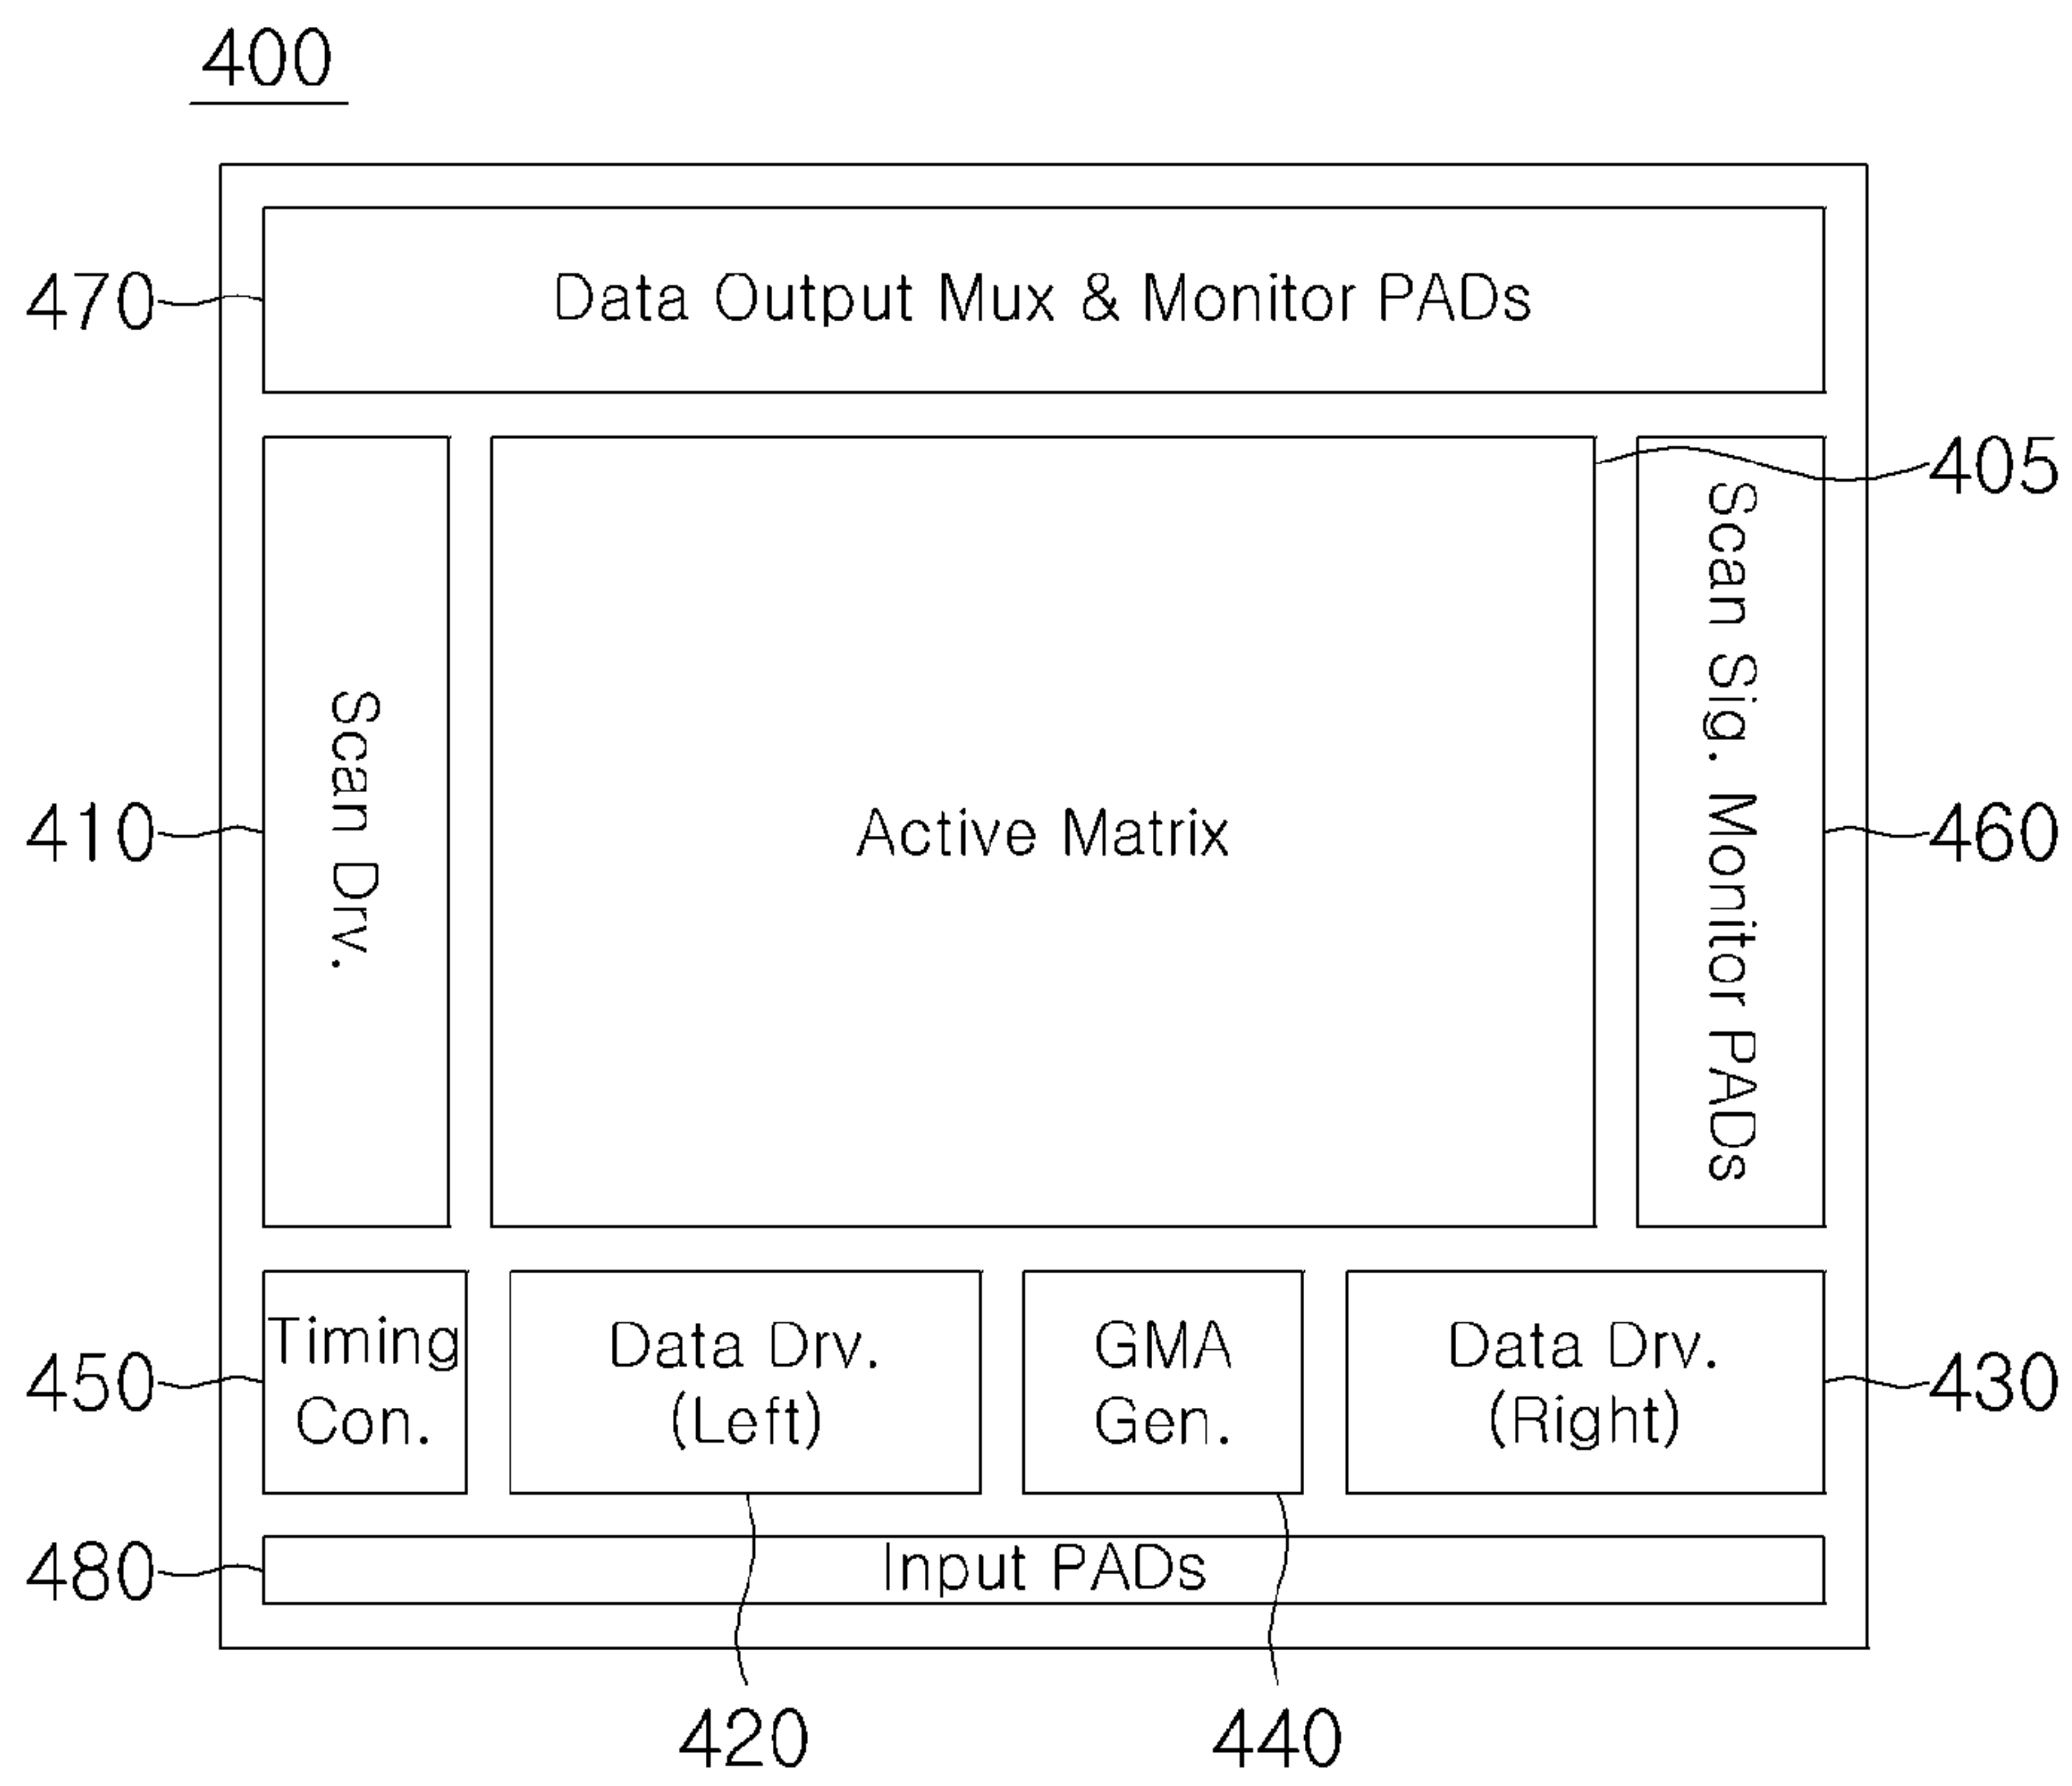 400
470
Data Output Mux & Monitor PADs
405
410
Scan Drv.
Active Matrix
Scan Sig. Monitor PADs
460
450
Timing
Con.
Data Drv.
(Left)
GMA
Gen.
Data Drv.
(Right)
430
480
Input PADs
420
440